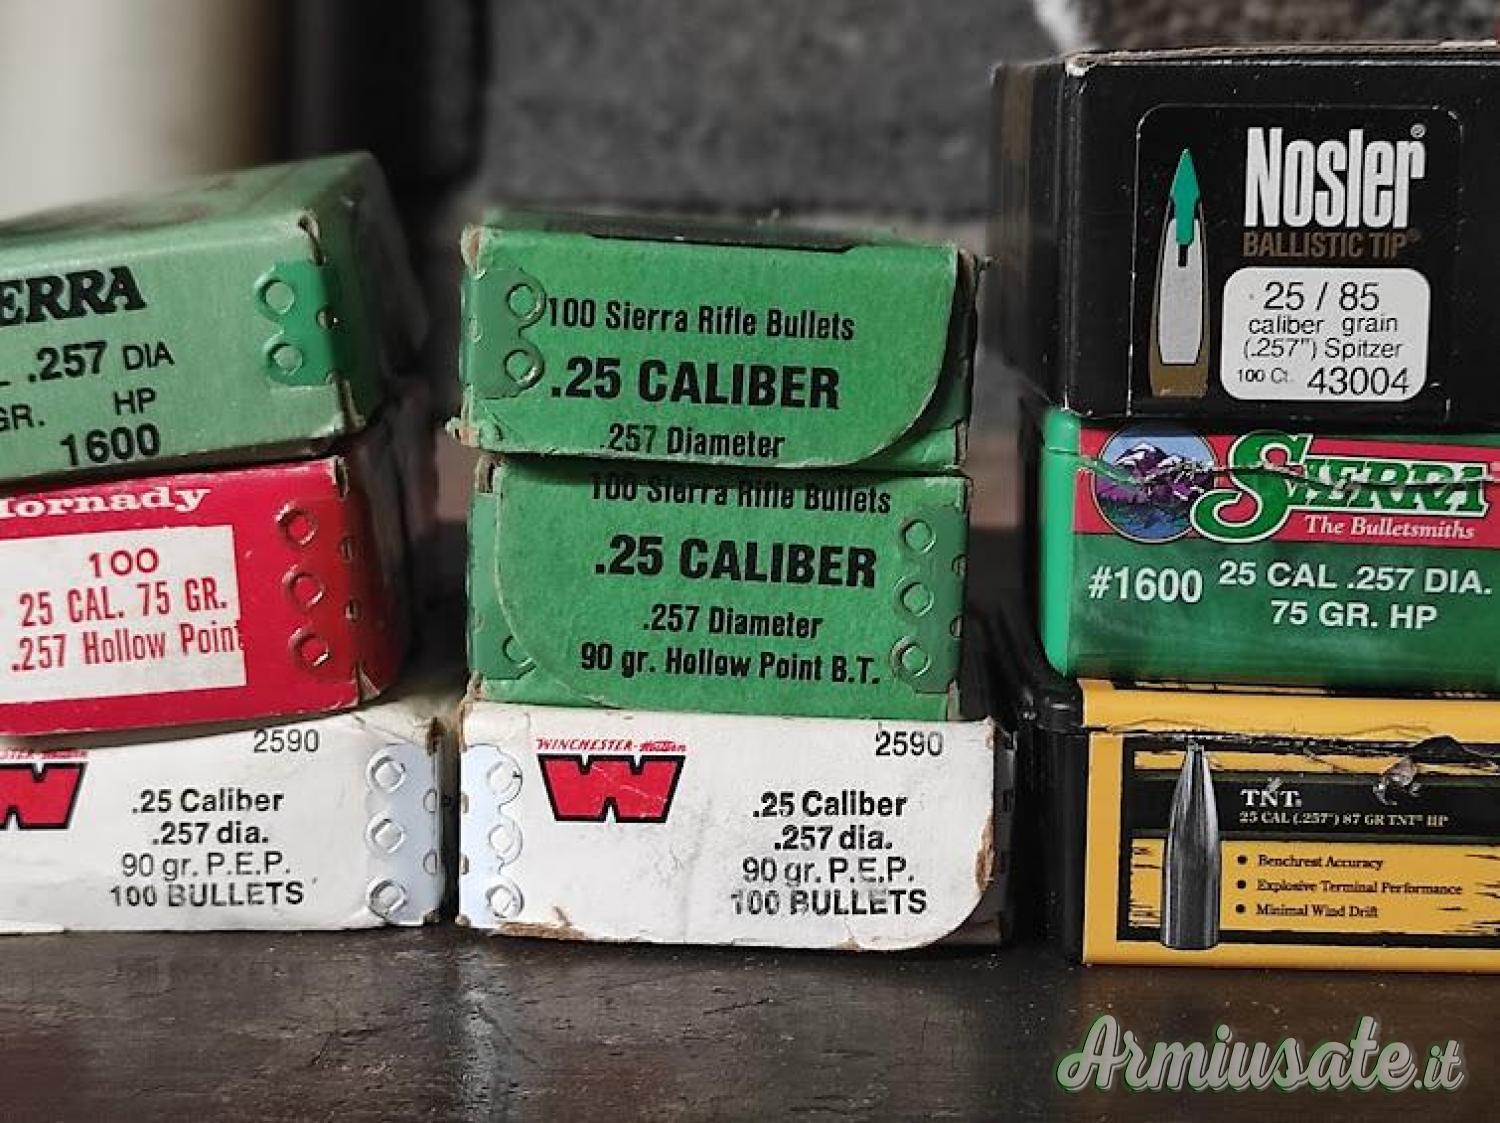 ERRA
.257 DIA
GR. HP
1600
Hornady
100
25 CAL. 75 GR.
.257 Hollow Point
2590
.25 Caliber
.257 dia.
90 gr. P.E.P.
100 BULLETS
100 Sierra Rifle Bullets
.25 CALIBER
.257 Diameter
100 Sierra Rifle Bullets
.25 CALIBER
.257 Diameter
90 gr. Hollow Point B.T.
WINCHESTER-Western
W
2590
.25 Caliber
.257 dia.
90 gr. P.E.P.
100 BULLETS
Nosler®
BALLISTIC TIP®
25 / 85
caliber grain
(.257") Spitzer
100 Ct. 43004
SIERRA
The Bulletsmiths
#1600 25 CAL .257 DIA.
75 GR. HP
TNT®
25 CAL (.257") 87 GR TNT® HP
• Benchrest Accuracy
• Explosive Terminal Performance
• Minimal Wind Drift
Armiusate.it